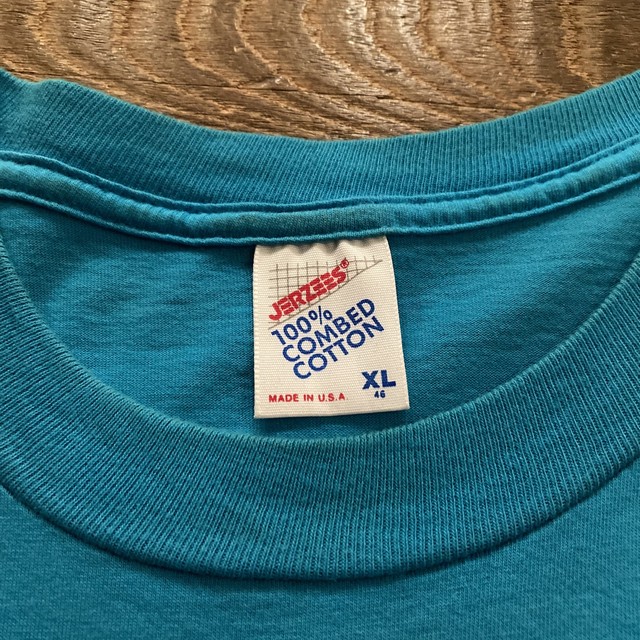 JERZEES®
100%
COMBED
COTTON
XL
46
MADE IN U.S.A.